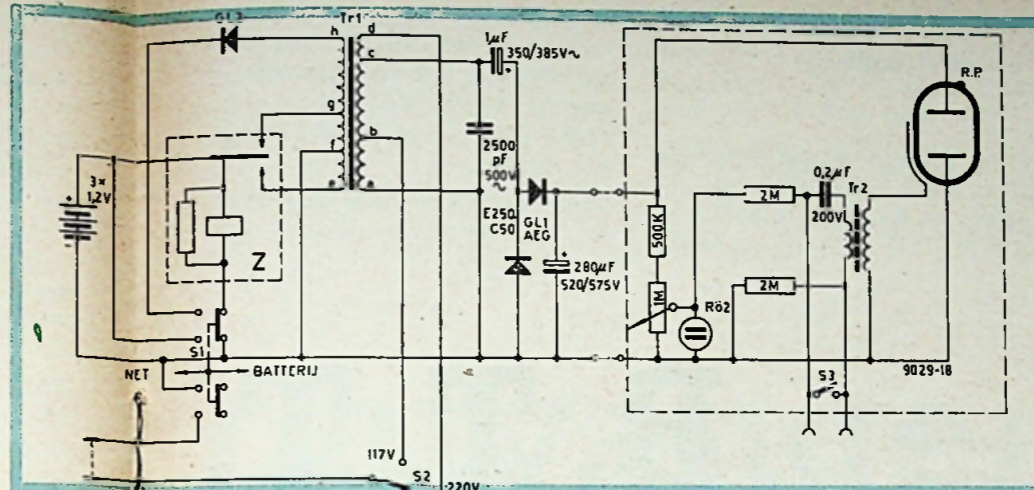 Tr1
h
d
c
g
b
f
e
a
1µF
350/385V~
2500
pF
500V
~
3×
1,2V
Z
E250
C50
GL1
AEG
280µF
520/575V
500K
1M
Rö2
2M
2M
0,2µF
200V
Tr2
R.P.
S1
NET
BATTERIJ
S3
9029-18
117V
S2
220V